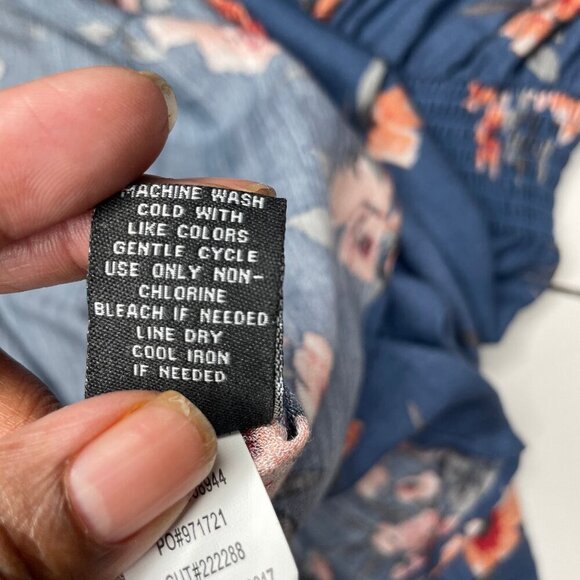 MACHINE WASH
COLD WITH
LIKE COLORS
GENTLE CYCLE
USE ONLY NON-
CHLORINE
BLEACH IF NEEDED
LINE DRY
COOL IRON
IF NEEDED
PO#971721
CUT#222288